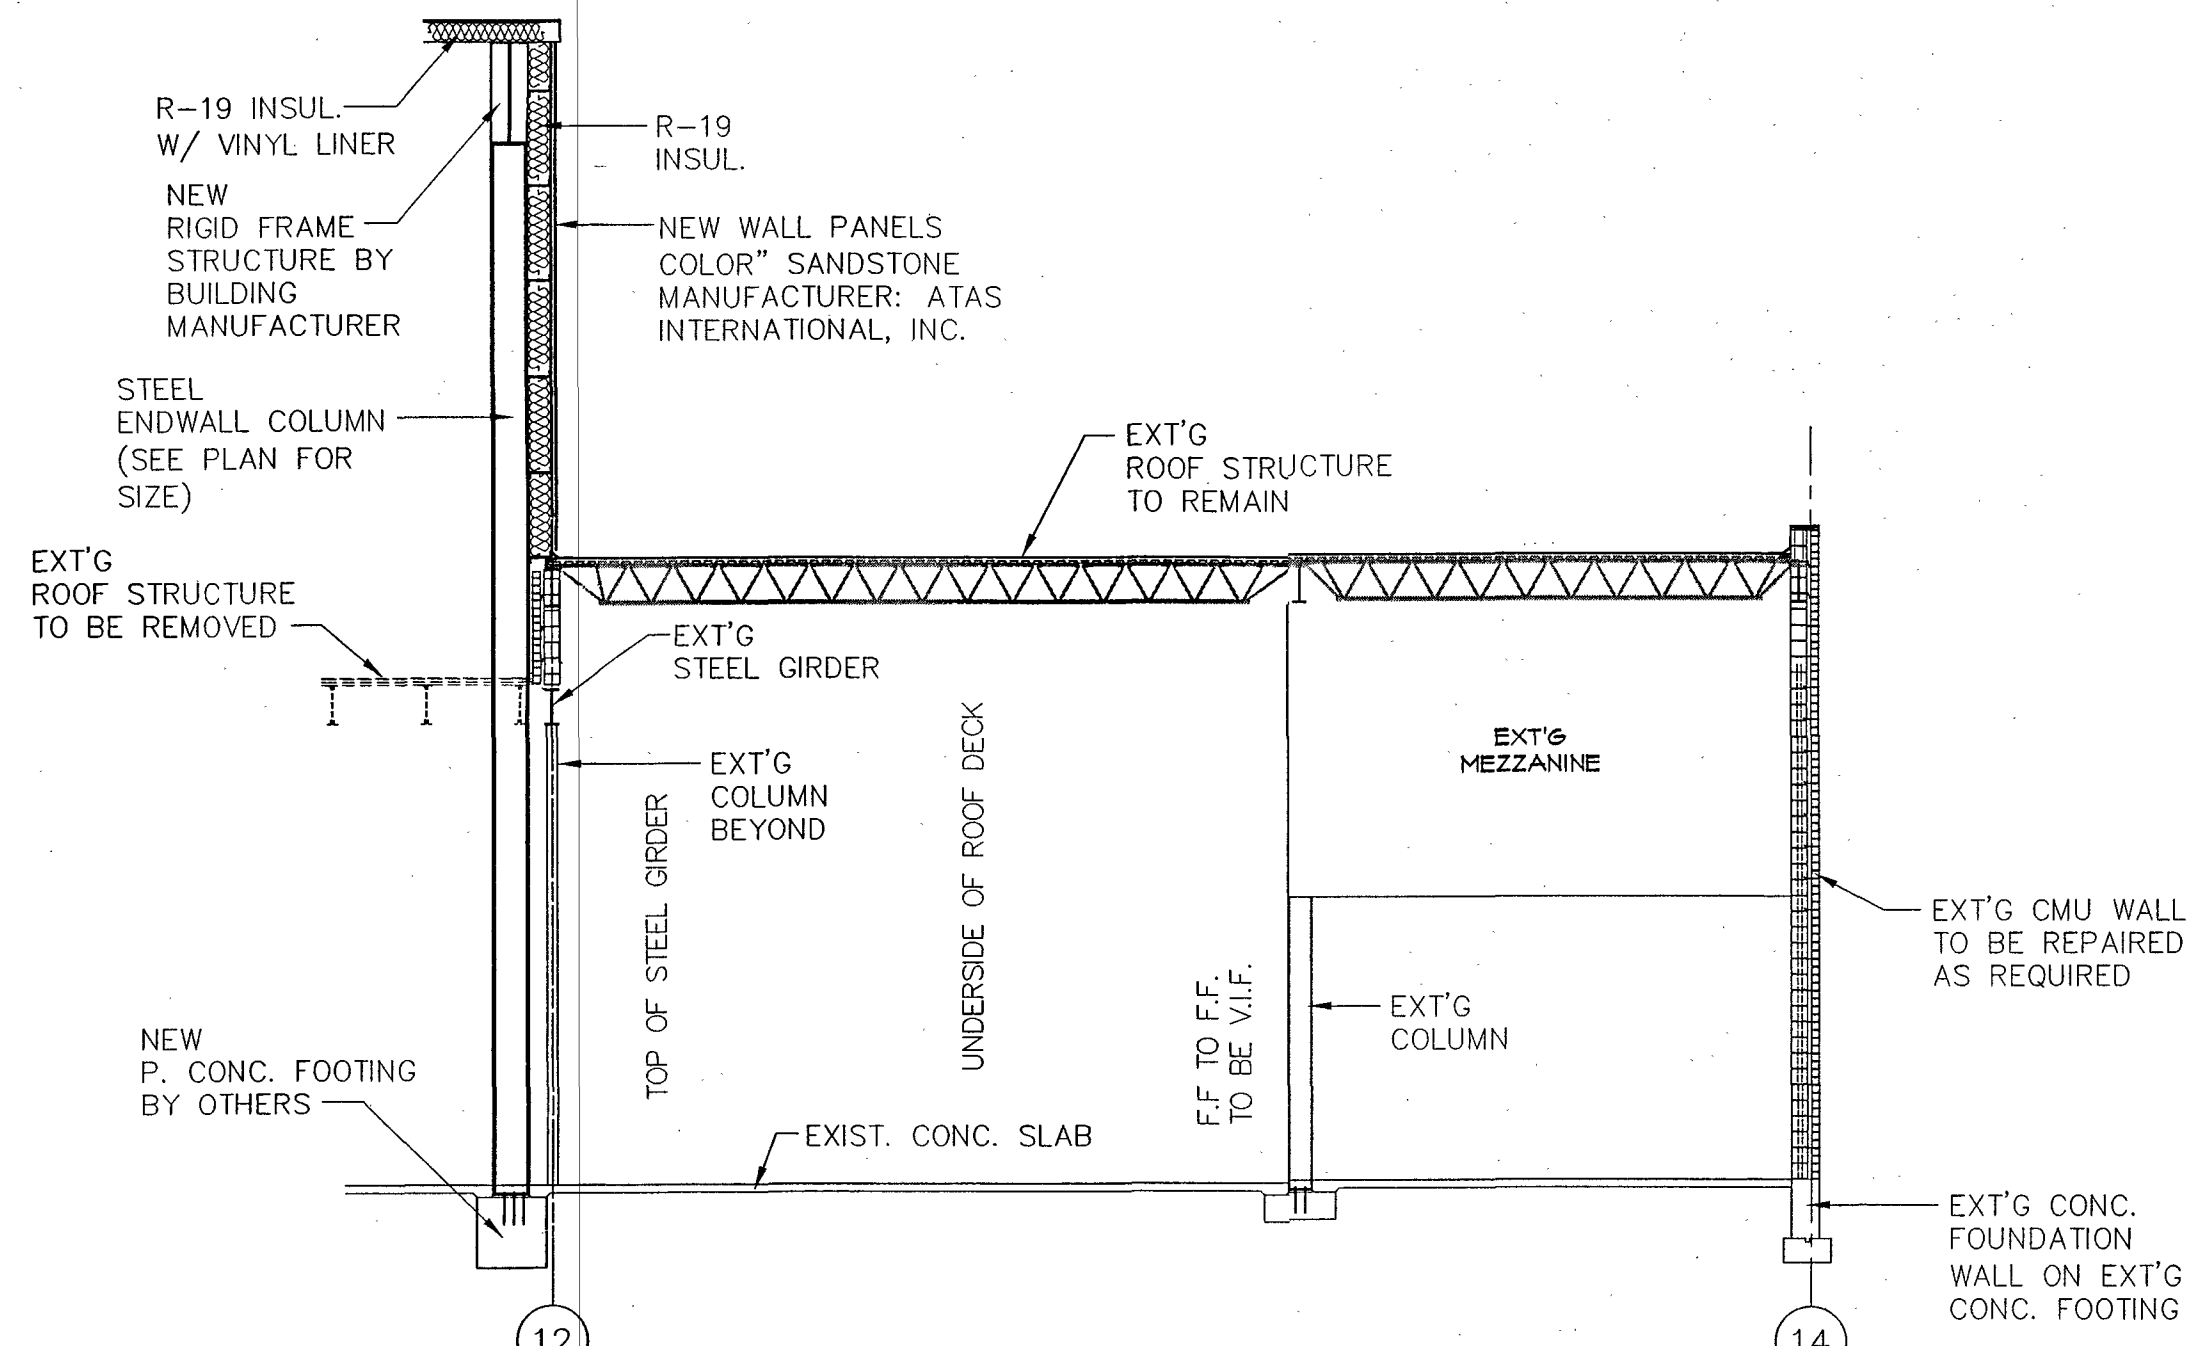 R-19 INSUL.
W/ VINYL LINER
R-19
INSUL.
NEW
RIGID FRAME
STRUCTURE BY
BUILDING
MANUFACTURER
NEW WALL PANELS
COLOR" SANDSTONE
MANUFACTURER: ATAS
INTERNATIONAL, INC.
STEEL
ENDWALL COLUMN
(SEE PLAN FOR
SIZE)
EXT'G
ROOF STRUCTURE
TO REMAIN
EXT'G
ROOF STRUCTURE
TO BE REMOVED
EXT'G
STEEL GIRDER
EXT'G
COLUMN
BEYOND
TOP OF STEEL GIRDER
UNDERSIDE OF ROOF DECK
EXT'G
MEZZANINE
F.F TO F.F.
TO BE V.I.F.
EXT'G
COLUMN
EXT'G CMU WALL
TO BE REPAIRED
AS REQUIRED
NEW
P. CONC. FOOTING
BY OTHERS
EXIST. CONC. SLAB
EXT'G CONC.
FOUNDATION
WALL ON EXT'G
CONC. FOOTING
12
14